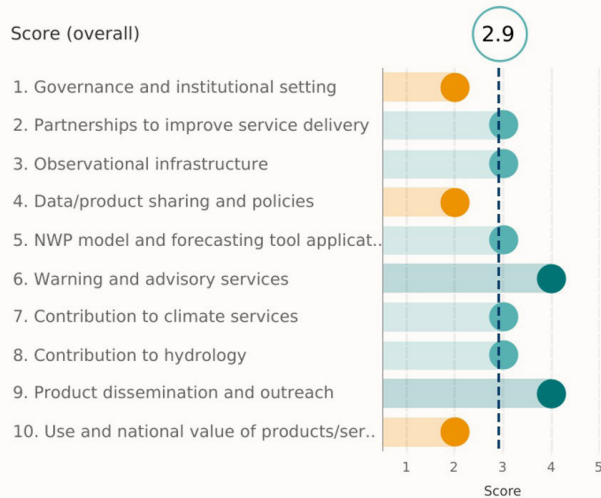 Score (overall)
2.9
1. Governance and institutional setting
2. Partnerships to improve service delivery
3. Observational infrastructure
4. Data/product sharing and policies
5. NWP model and forecasting tool applicat..
6. Warning and advisory services
7. Contribution to climate services
8. Contribution to hydrology
9. Product dissemination and outreach
10. Use and national value of products/ser..
1 2 3 4 5
Score